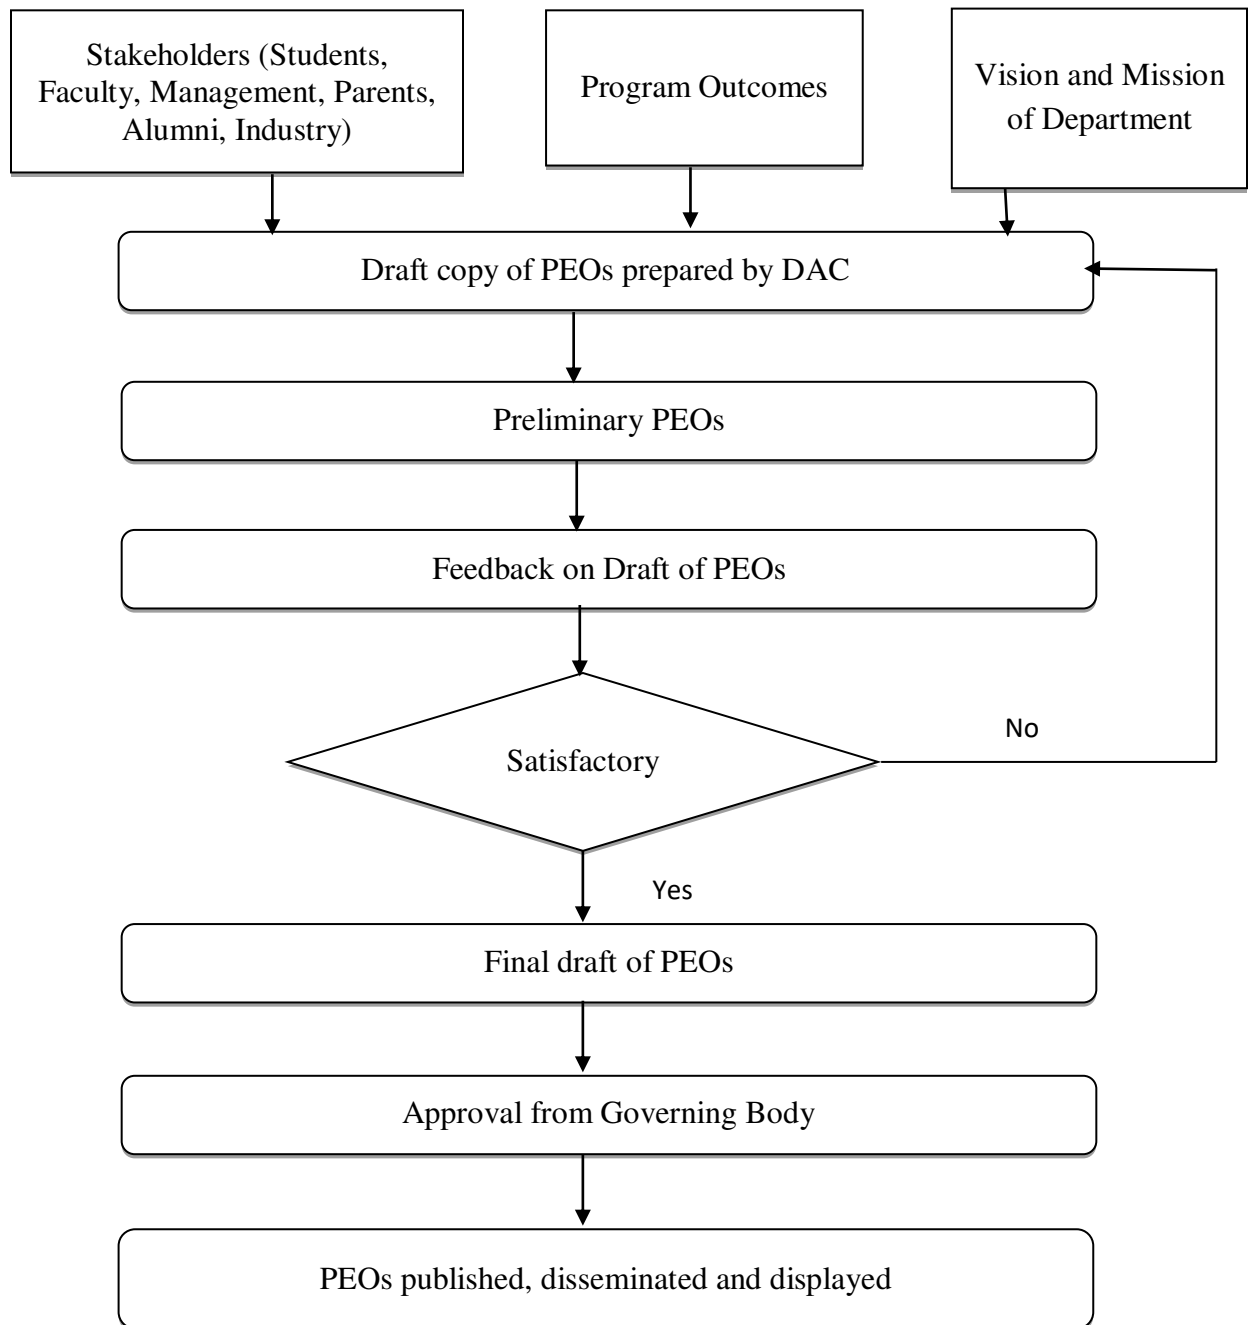 Stakeholders (Students,
Faculty, Management, Parents,
Alumni, Industry)
Program Outcomes
Vision and Mission
of Department
Draft copy of PEOs prepared by DAC
Preliminary PEOs
Feedback on Draft of PEOs
Satisfactory
No
Yes
Final draft of PEOs
Approval from Governing Body
PEOs published, disseminated and displayed